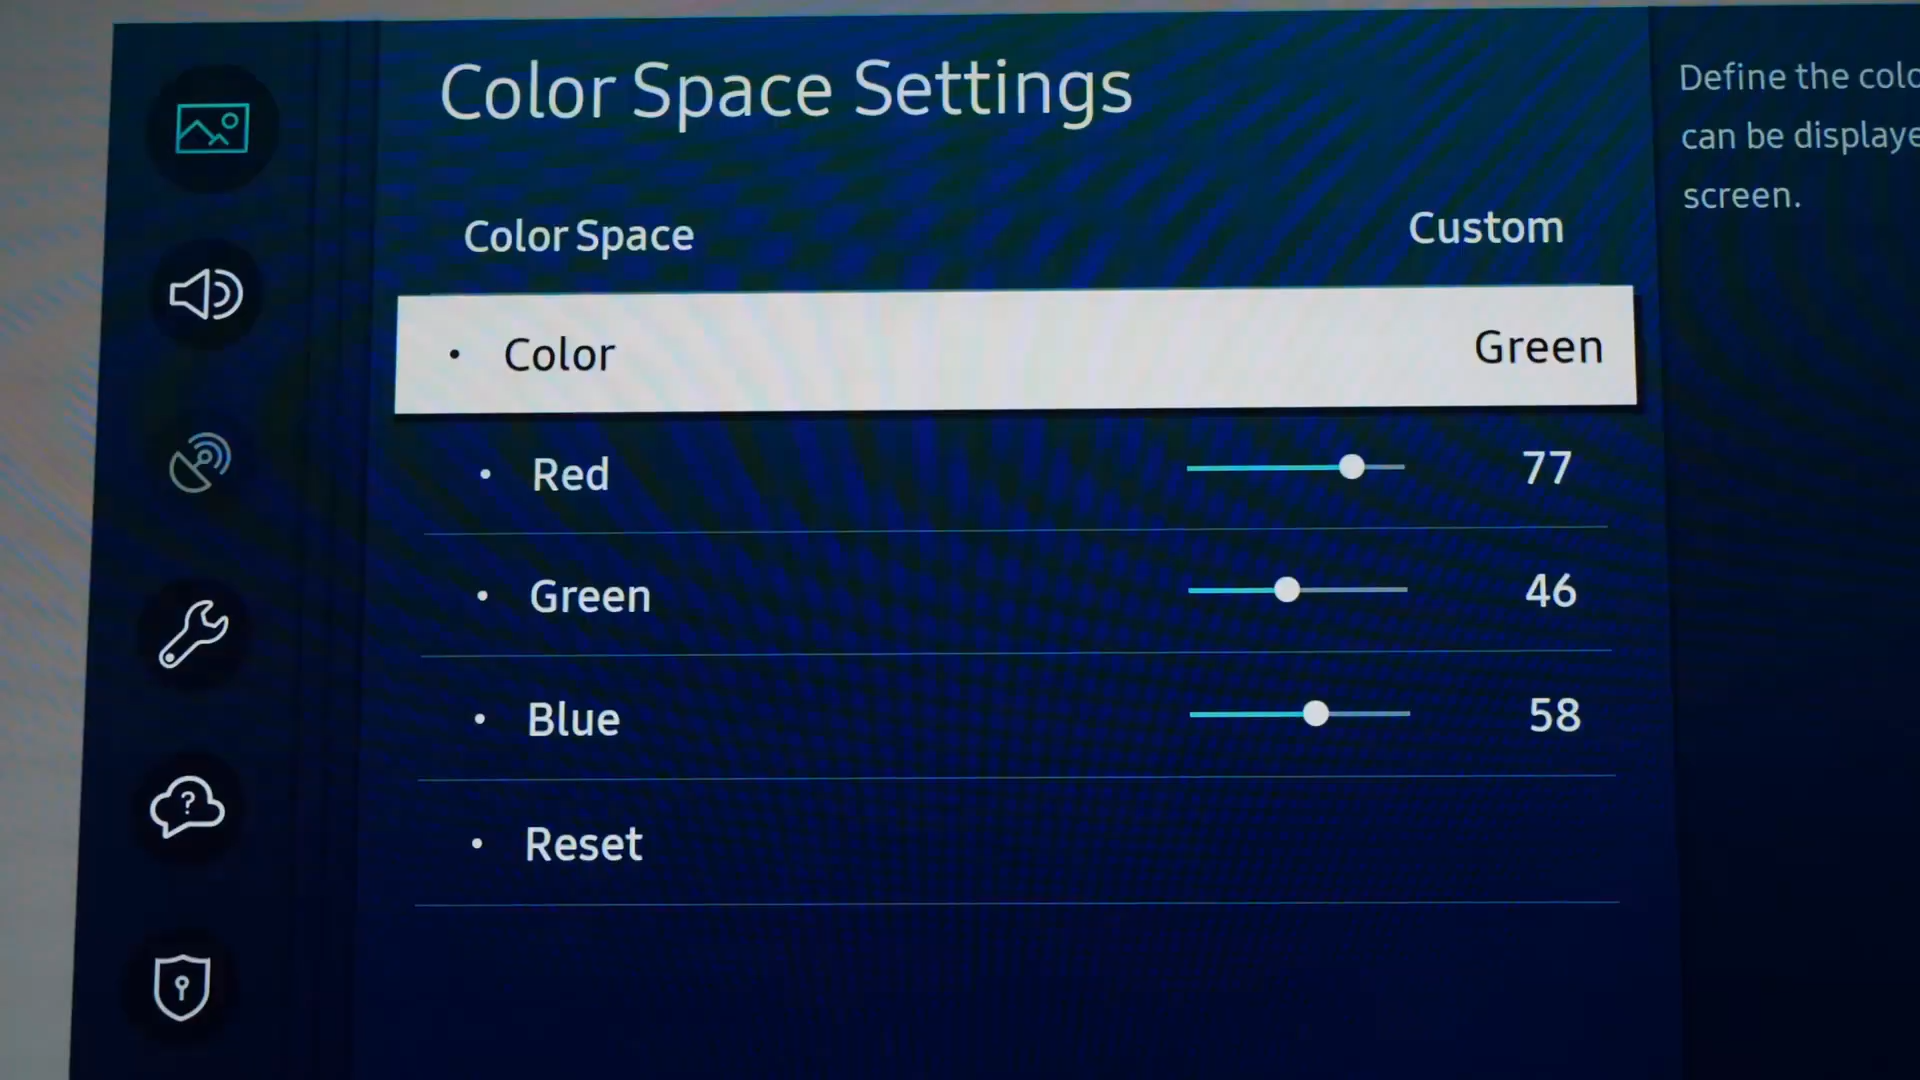 Color Space Settings
Color Space Custom
• Color Green
• Red 77
• Green 46
• Blue 58
• Reset
Define the colo
can be displaye
screen.
?